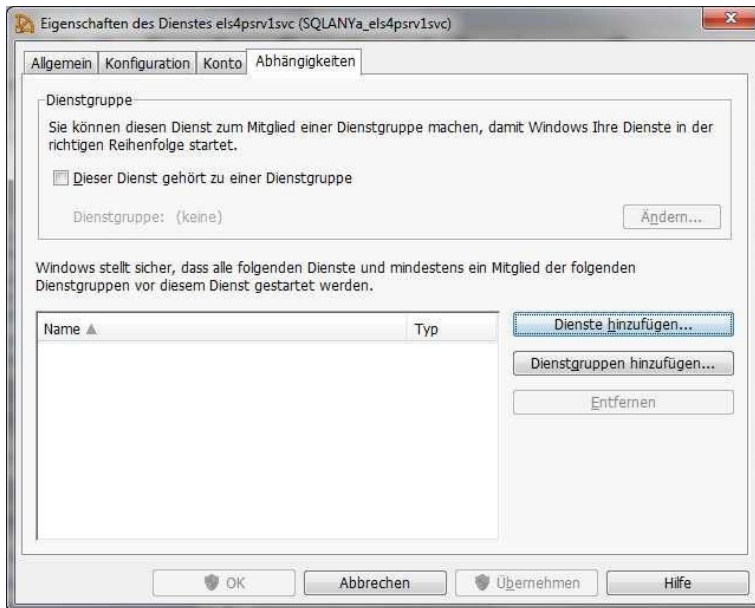 Eigenschaften des Dienstes els4psrv1svc (SQLANYa_els4psrv1svc)
Allgemein Konfiguration Konto Abhängigkeiten
Dienstgruppe
Sie können diesen Dienst zum Mitglied einer Dienstgruppe machen, damit Windows Ihre Dienste in der
richtigen Reihenfolge startet.
Dieser Dienst gehört zu einer Dienstgruppe
Dienstgruppe: (keine) Ändern...
Windows stellt sicher, dass alle folgenden Dienste und mindestens ein Mitglied der folgenden
Dienstgruppen vor diesem Dienst gestartet werden.
Name Typ Dienste hinzufügen...
Dienstgruppen hinzufügen...
Entfernen
OK Abbrechen Übernehmen Hilfe